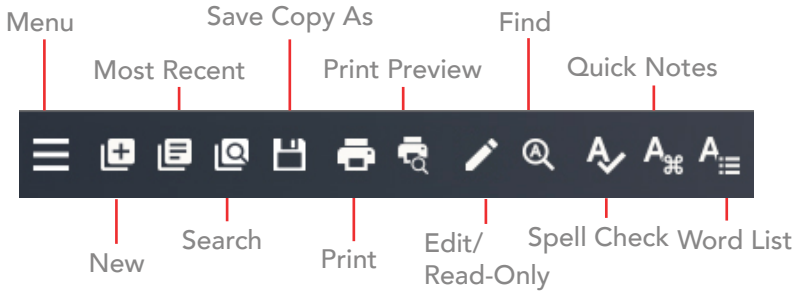 Menu
Save Copy As
Find
Most Recent
Print Preview
Quick Notes
New
Search
Print
Edit/
Read-Only
Spell Check
Word List